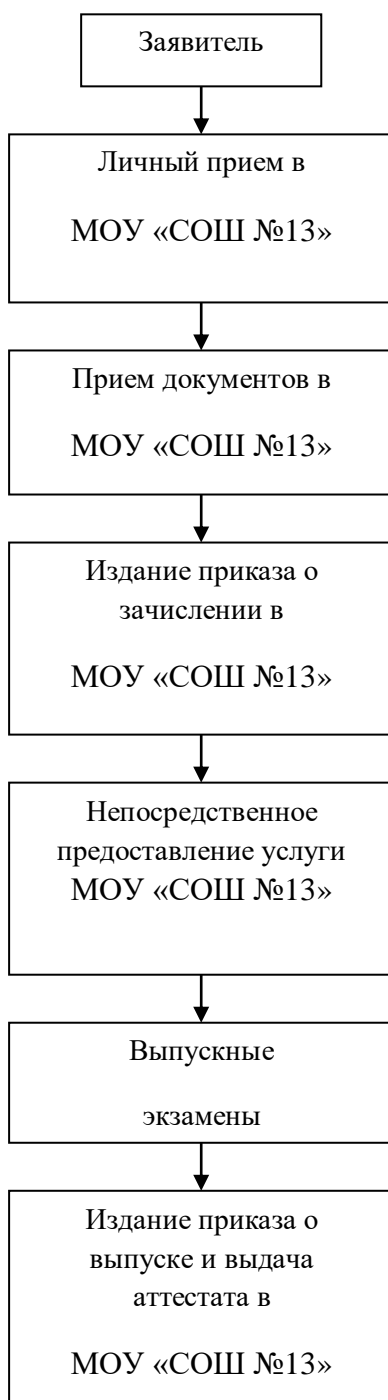 Заявитель
Личный прием в
МОУ «СОШ №13»
Прием документов в
МОУ «СОШ №13»
Издание приказа о
зачислении в
МОУ «СОШ №13»
Непосредственное
предоставление услуги
МОУ «СОШ №13»
Выпускные
экзамены
Издание приказа о
выпуске и выдача
аттестата в
МОУ «СОШ №13»